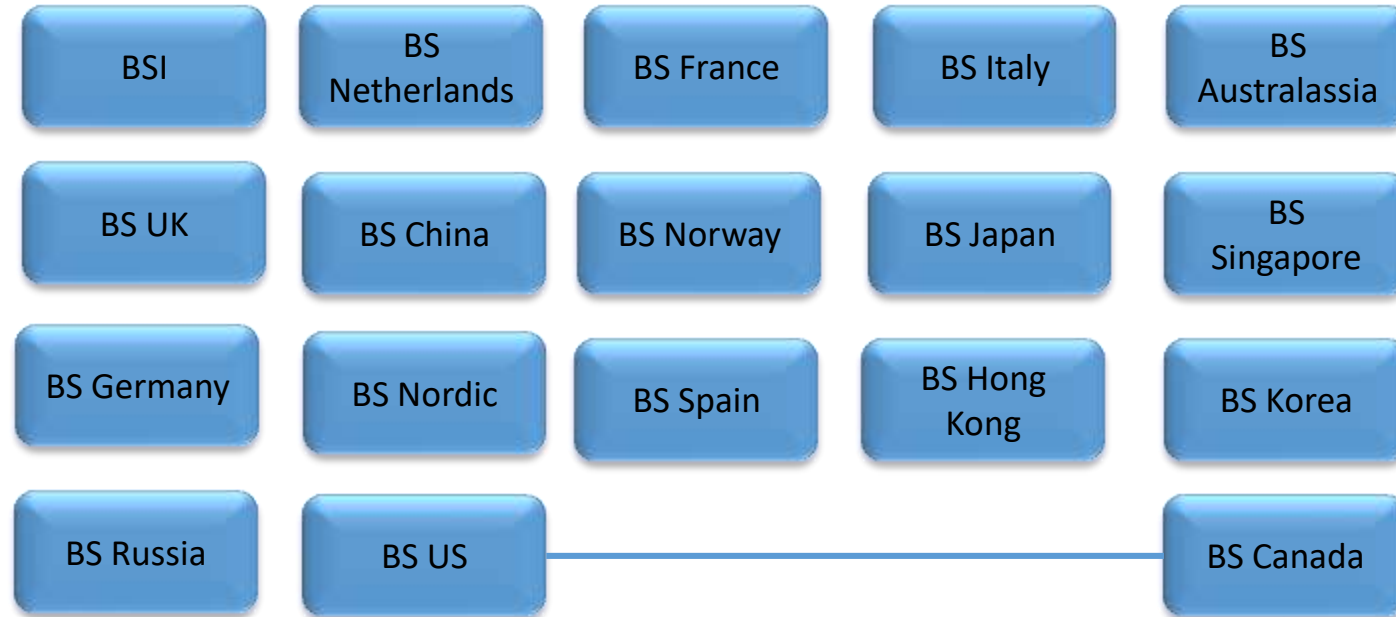 BSI
BS
Netherlands
BS France
BS Italy
BS
Australassia
BS UK
BS China
BS Norway
BS Japan
BS
Singapore
BS Germany
BS Nordic
BS Spain
BS Hong
Kong
BS Korea
BS Russia
BS US
BS Canada